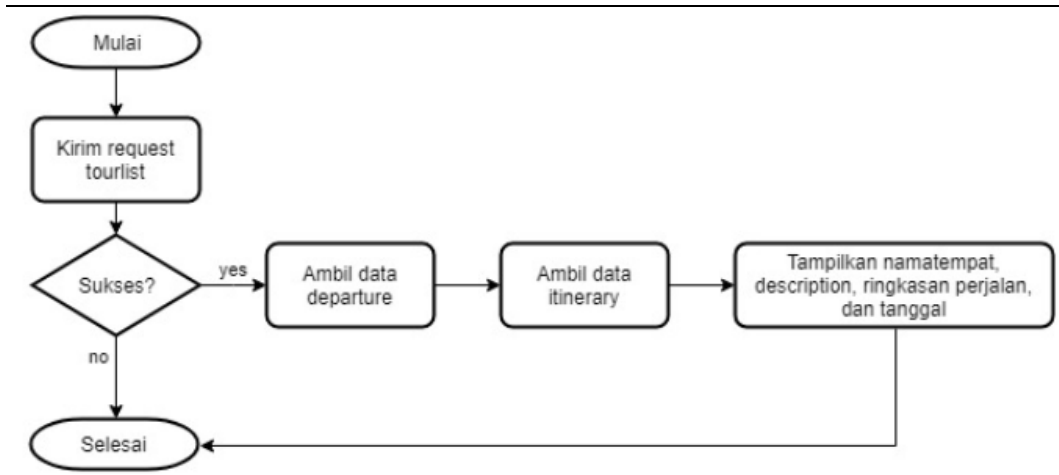 Mulai
Kirim request
tourlist
Sukses?
yes
Ambil data
departure
Ambil data
itinerary
Tampilkan namatempat,
description, ringkasan perjalan,
dan tanggal
no
Selesai